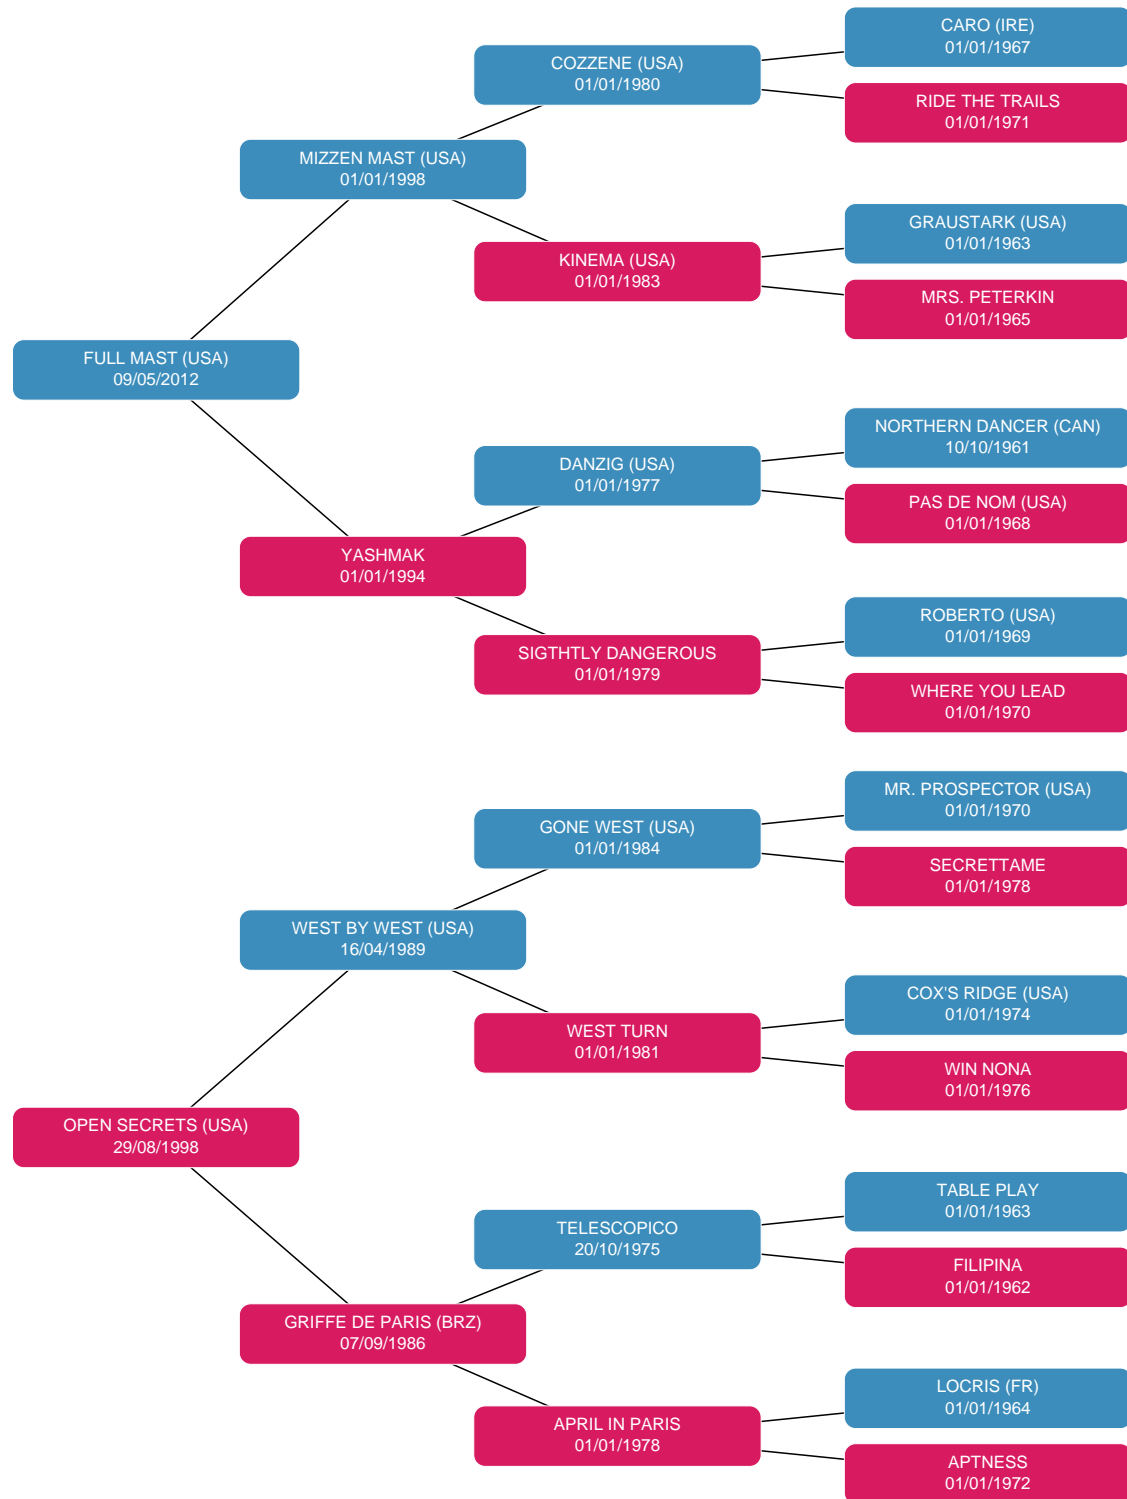 CARO (IRE)
01/01/1967
COZZENE (USA)
01/01/1980
RIDE THE TRAILS
01/01/1971
MIZZEN MAST (USA)
01/01/1998
GRAUSTARK (USA)
01/01/1963
KINEMA (USA)
01/01/1983
MRS. PETERKIN
01/01/1965
FULL MAST (USA)
09/05/2012
NORTHERN DANCER (CAN)
10/10/1961
DANZIG (USA)
01/01/1977
PAS DE NOM (USA)
01/01/1968
YASHMAK
01/01/1994
ROBERTO (USA)
01/01/1969
SIGTHTLY DANGEROUS
01/01/1979
WHERE YOU LEAD
01/01/1970
MR. PROSPECTOR (USA)
01/01/1970
GONE WEST (USA)
01/01/1984
SECRETTAME
01/01/1978
WEST BY WEST (USA)
16/04/1989
COX'S RIDGE (USA)
01/01/1974
WEST TURN
01/01/1981
WIN NONA
01/01/1976
OPEN SECRETS (USA)
29/08/1998
TABLE PLAY
01/01/1963
TELESCOPICO
20/10/1975
FILIPINA
01/01/1962
GRIFFE DE PARIS (BRZ)
07/09/1986
LOCRIS (FR)
01/01/1964
APRIL IN PARIS
01/01/1978
APTNESS
01/01/1972